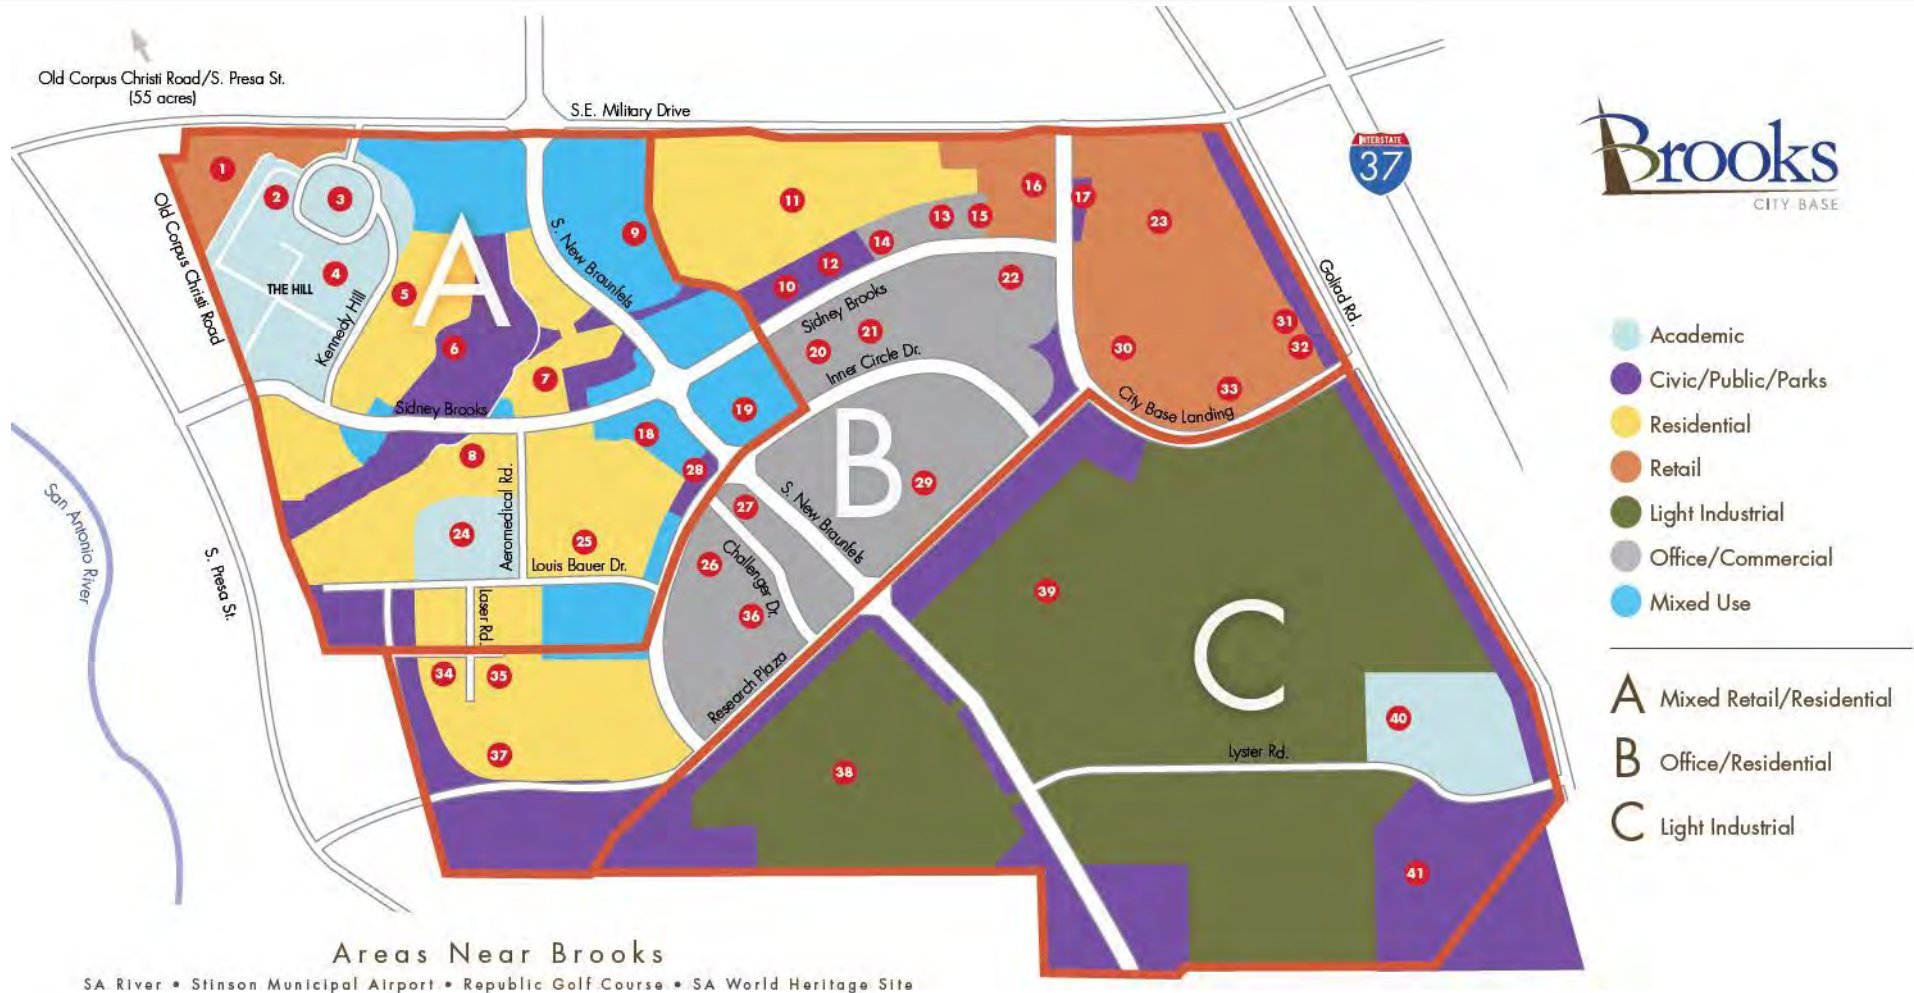 Old Corpus Christi Road/S. Presa St.
(55 acres)
S.E. Military Drive
INTERSTATE
37
Brooks
CITY BASE
1
2
3
4
THE HILL
Old Corpus Christi Road
Kennedy Hill
5
A
6
7
S. New Braunfels
9
11
10
12
14
13
15
16
17
23
22
Sidney Brooks
21
20
Inner Circle Dr.
Goliad Rd.
31
32
30
33
City Base Landing
Sidney Brooks
19
18
8
28
B
29
S. New Braunfels
27
Challenger Dr.
26
36
Research Plaza
Aeromedical Rd.
24
25
Louis Bauer Dr.
Laser Rd.
34
35
37
San Antonio River
S. Presa St.
39
C
40
Lyster Rd.
38
41
Academic
Civic/Public/Parks
Residential
Retail
Light Industrial
Office/Commercial
Mixed Use
A Mixed Retail/Residential
B Office/Residential
C Light Industrial
Areas Near Brooks
SA River • Stinson Municipal Airport • Republic Golf Course • SA World Heritage Site